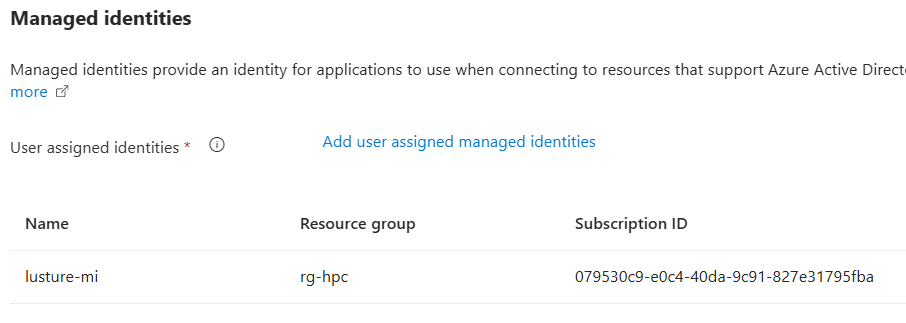 Managed identities
Managed identities provide an identity for applications to use when connecting to resources that support Azure Active Direct
more
User assigned identities * Add user assigned managed identities
Name Resource group Subscription ID
lusture-mi rg-hpc 079530c9-e0c4-40da-9c91-827e31795fba